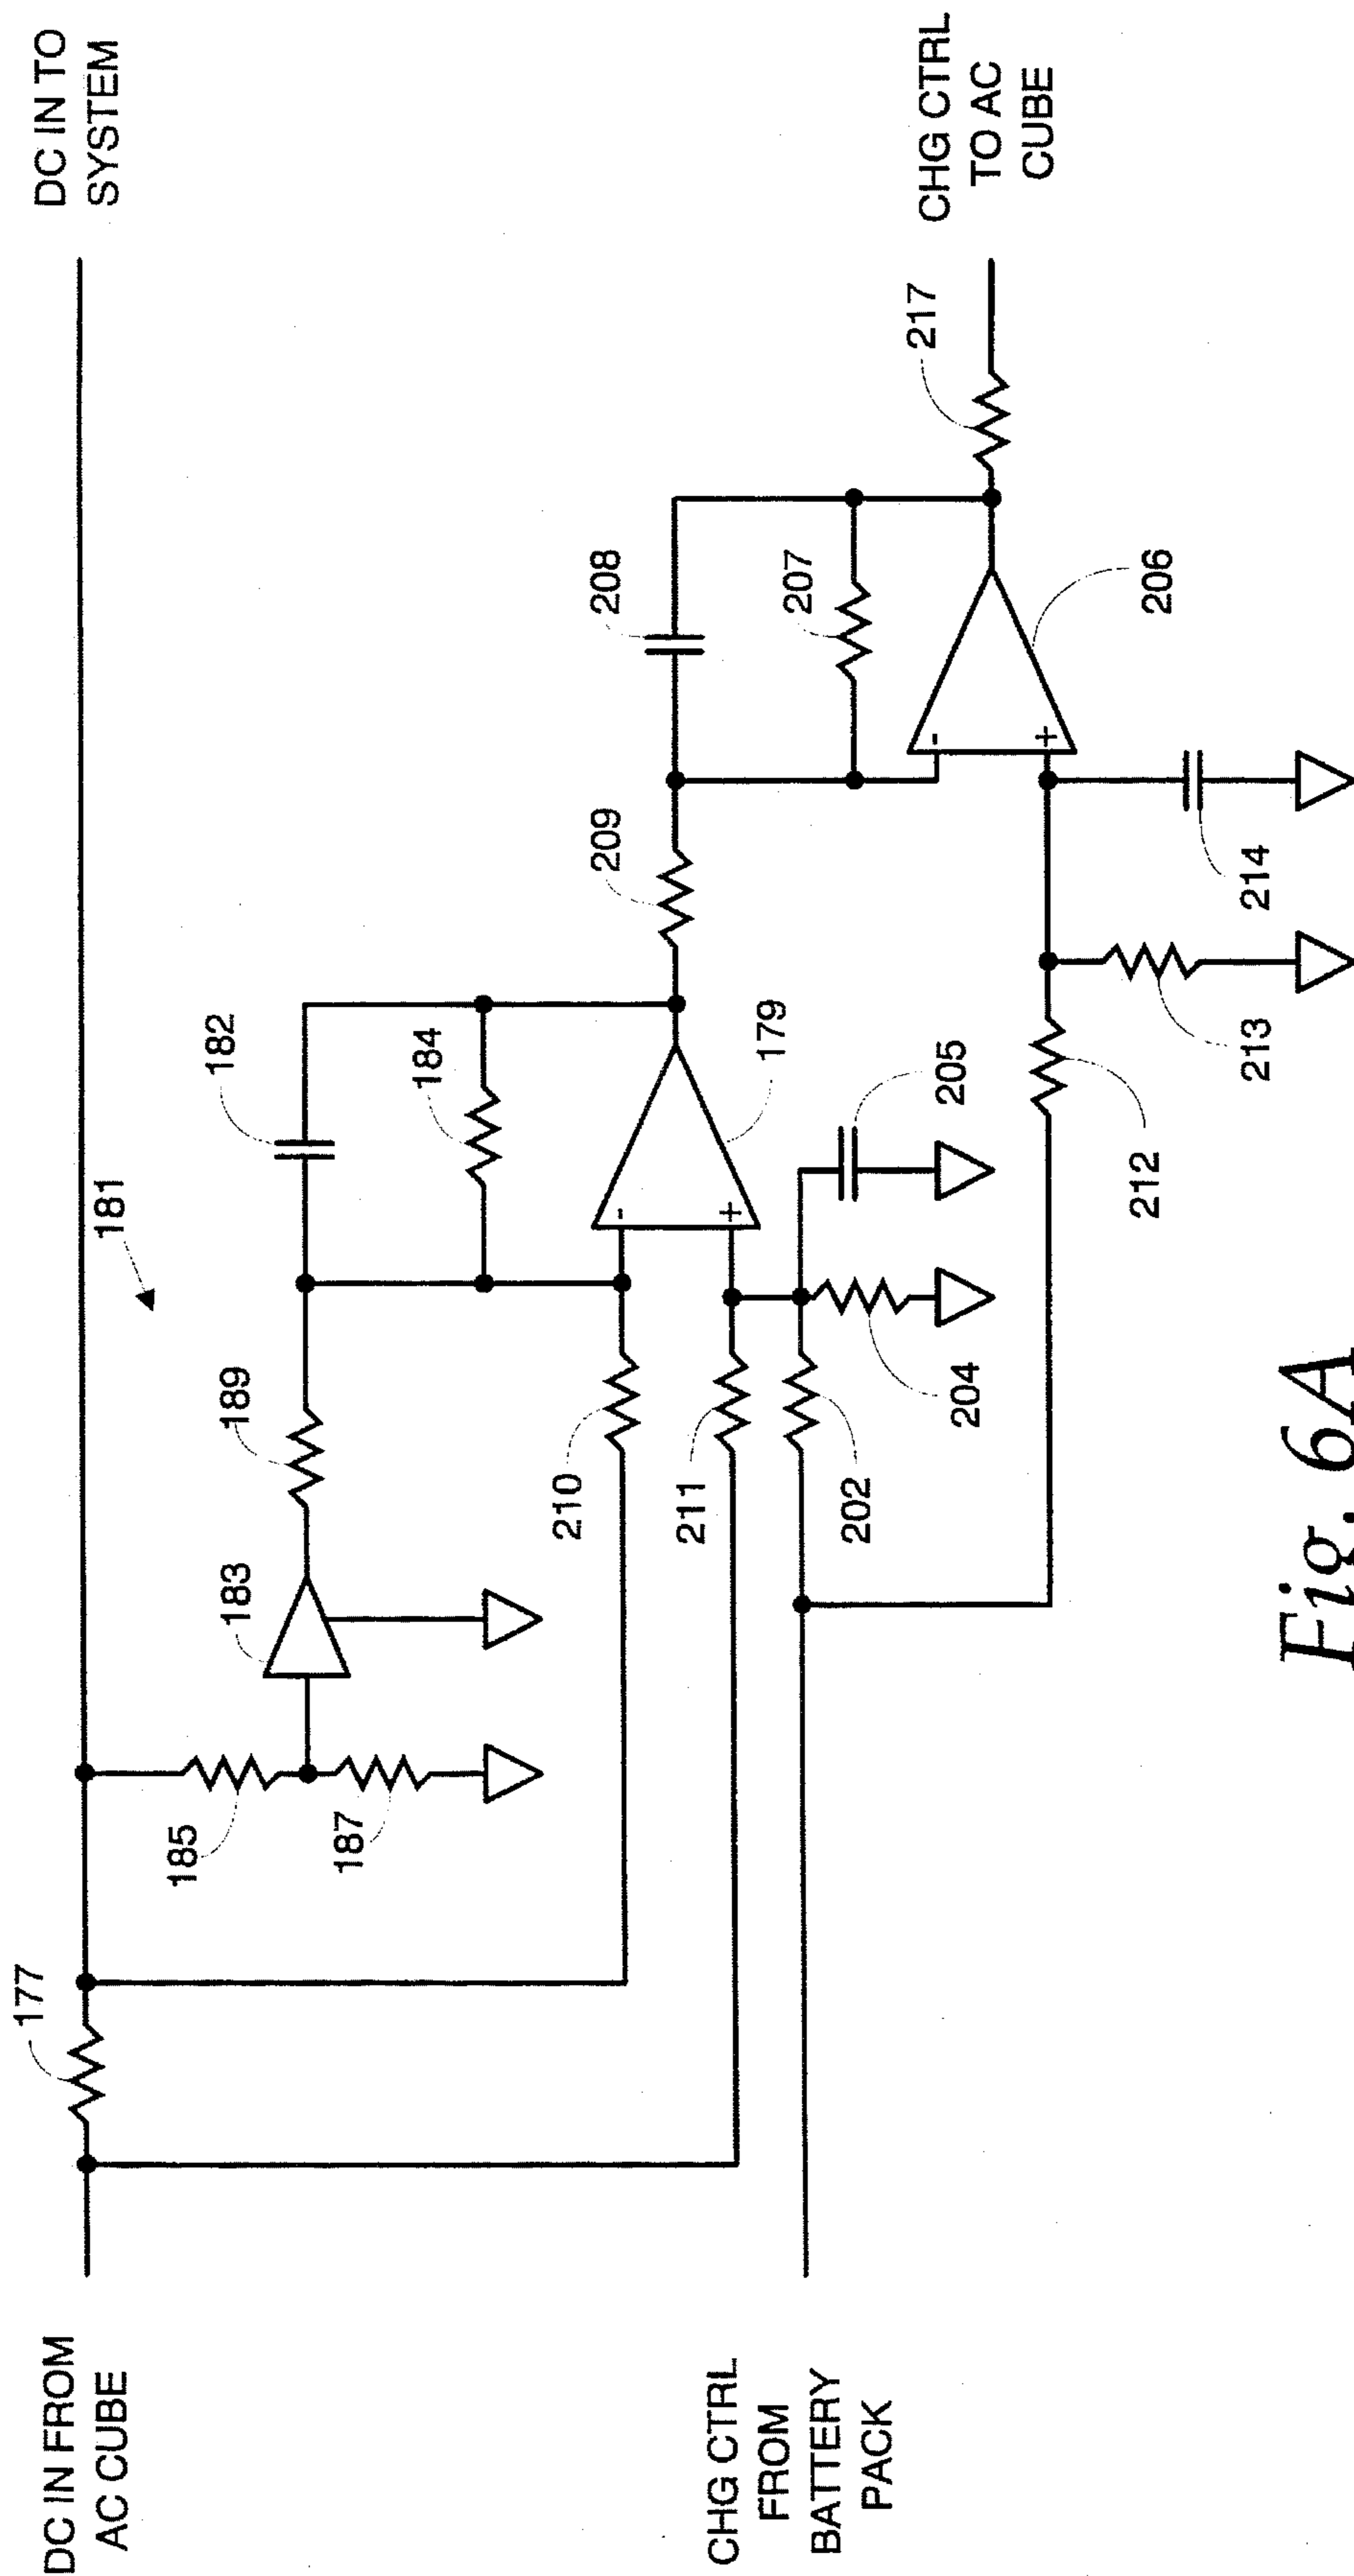 DC IN FROM
AC CUBE
177
185
187
183
189
181
182
184
DC IN TO
SYSTEM
210
211
-
+
179
209
208
207
CHG CTRL
FROM
BATTERY
PACK
202
204
205
212
213
214
-
+
206
217
CHG CTRL
TO AC
CUBE
Fig. 6A